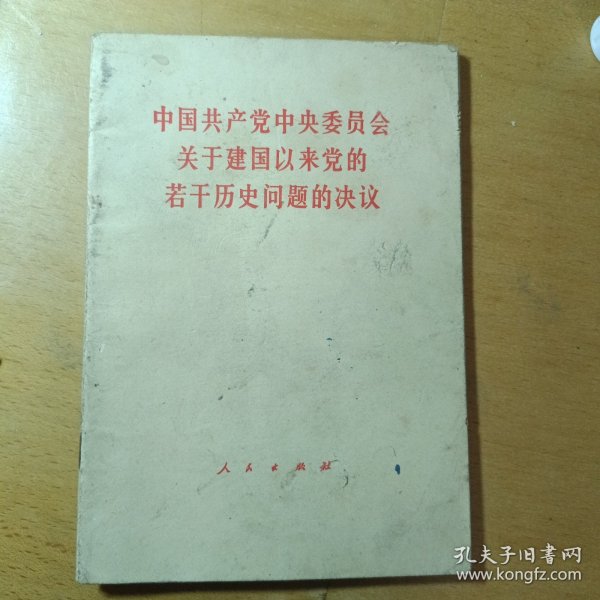 中国共产党中央委员会
关于建国以来党的
若干历史问题的决议
人民出版社
孔夫子旧书网
www.kongfz.com